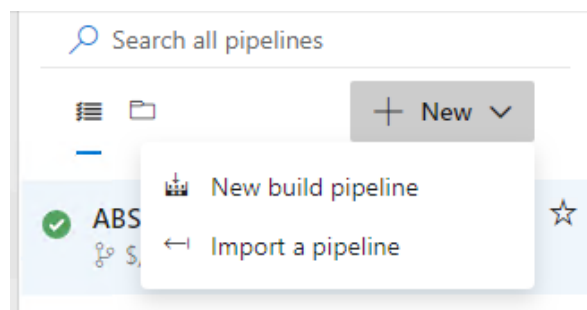 Search all pipelines
New
New build pipeline
ABS
Import a pipeline
$/